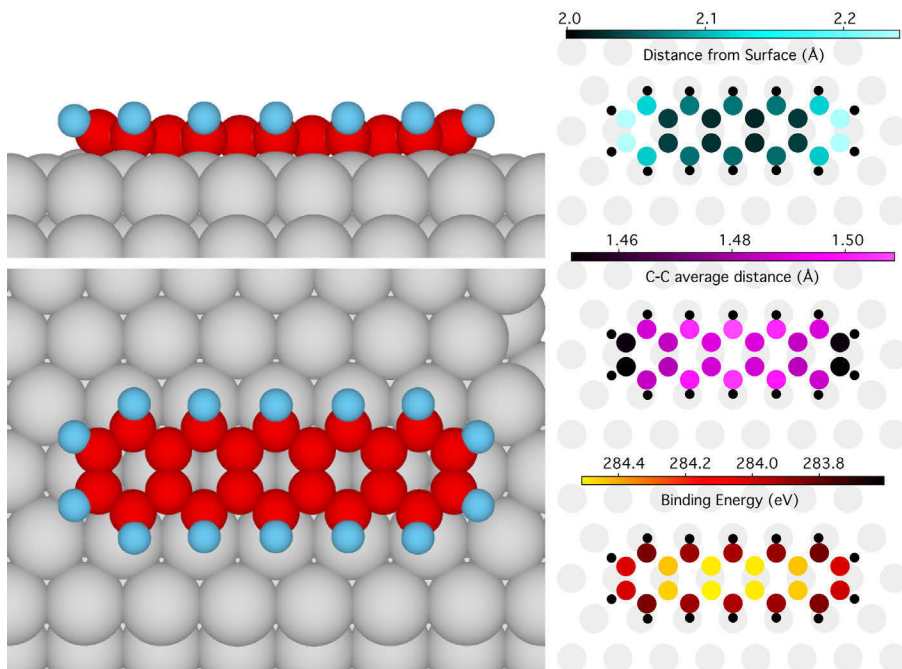 2.0 2.1 2.2
Distance from Surface (Å)
1.46 1.48 1.50
C-C average distance (Å)
284.4 284.2 284.0 283.8
Binding Energy (eV)